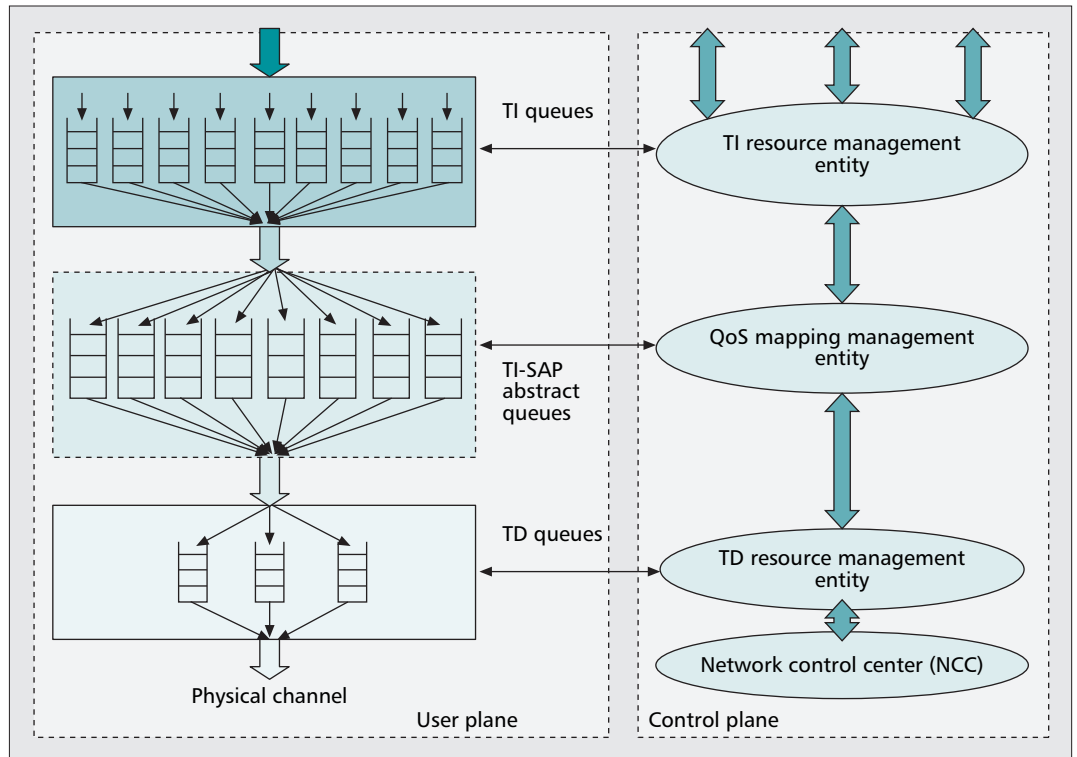 TI queues
TI resource management
entity
QoS mapping management
entity
TI-SAP
abstract
queues
TD queues
TD resource management
entity
Network control center (NCC)
Physical channel
User plane
Control plane